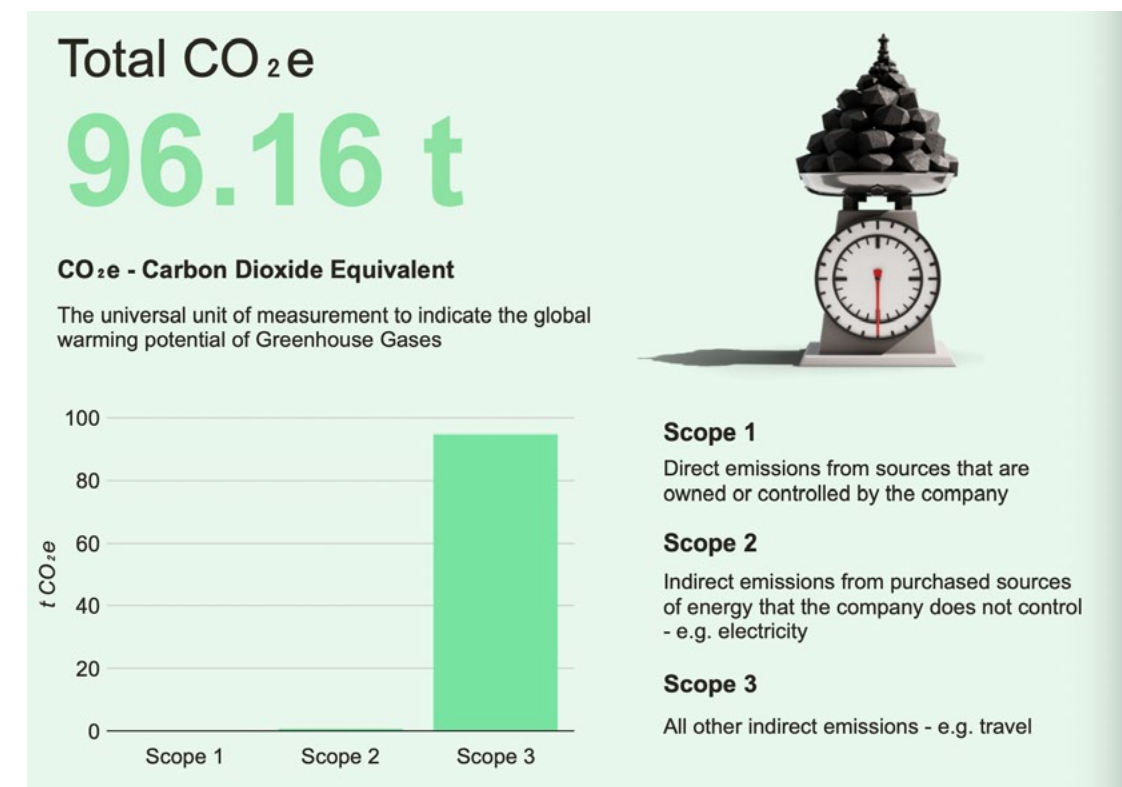 Total CO₂e
96.16 t
CO₂e - Carbon Dioxide Equivalent
The universal unit of measurement to indicate the global
warming potential of Greenhouse Gases
100
80
60
40
20
0
t CO₂e
Scope 1
Scope 2
Scope 3
Scope 1
Direct emissions from sources that are
owned or controlled by the company
Scope 2
Indirect emissions from purchased sources
of energy that the company does not control
- e.g. electricity
Scope 3
All other indirect emissions - e.g. travel